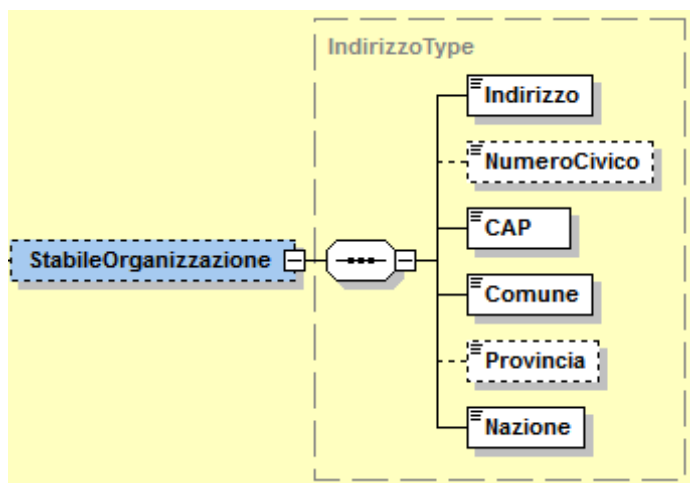 IndirizzoType
Indirizzo
NumeroCivico
CAP
StabileOrganizzazione
Comune
Provincia
Nazione